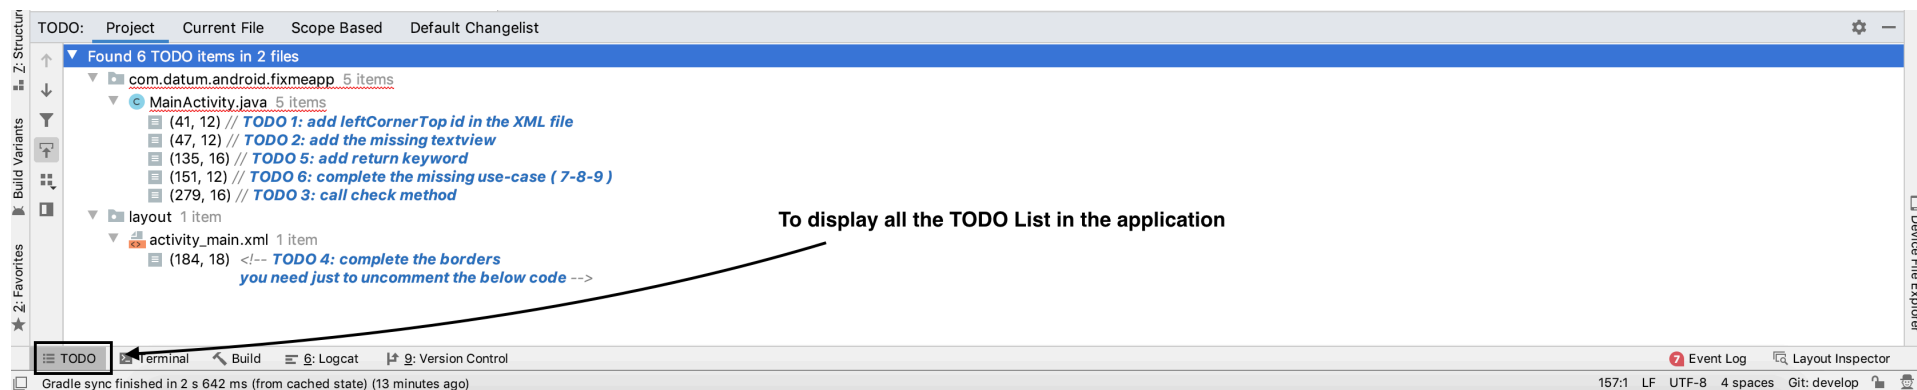 Z: Structure
TODO: Project Current File Scope Based Default Changelist
Found 6 TODO items in 2 files
com.datum.android.fixmeapp 5 items
MainActivity.java 5 items
(41, 12) // TODO 1: add leftCornerTop id in the XML file
(47, 12) // TODO 2: add the missing textview
(135, 16) // TODO 5: add return keyword
(151, 12) // TODO 6: complete the missing use-case ( 7-8-9 )
(279, 16) // TODO 3: call check method
layout 1 item
activity_main.xml 1 item
(184, 18) <!-- TODO 4: complete the borders
you need just to uncomment the below code -->
To display all the TODO List in the application
Build Variants
2: Favorites
Device File Explorer
TODO Terminal Build 6: Logcat 9: Version Control 7 Event Log Layout Inspector
Gradle sync finished in 2 s 642 ms (from cached state) (13 minutes ago) 157:1 LF UTF-8 4 spaces Git: develop